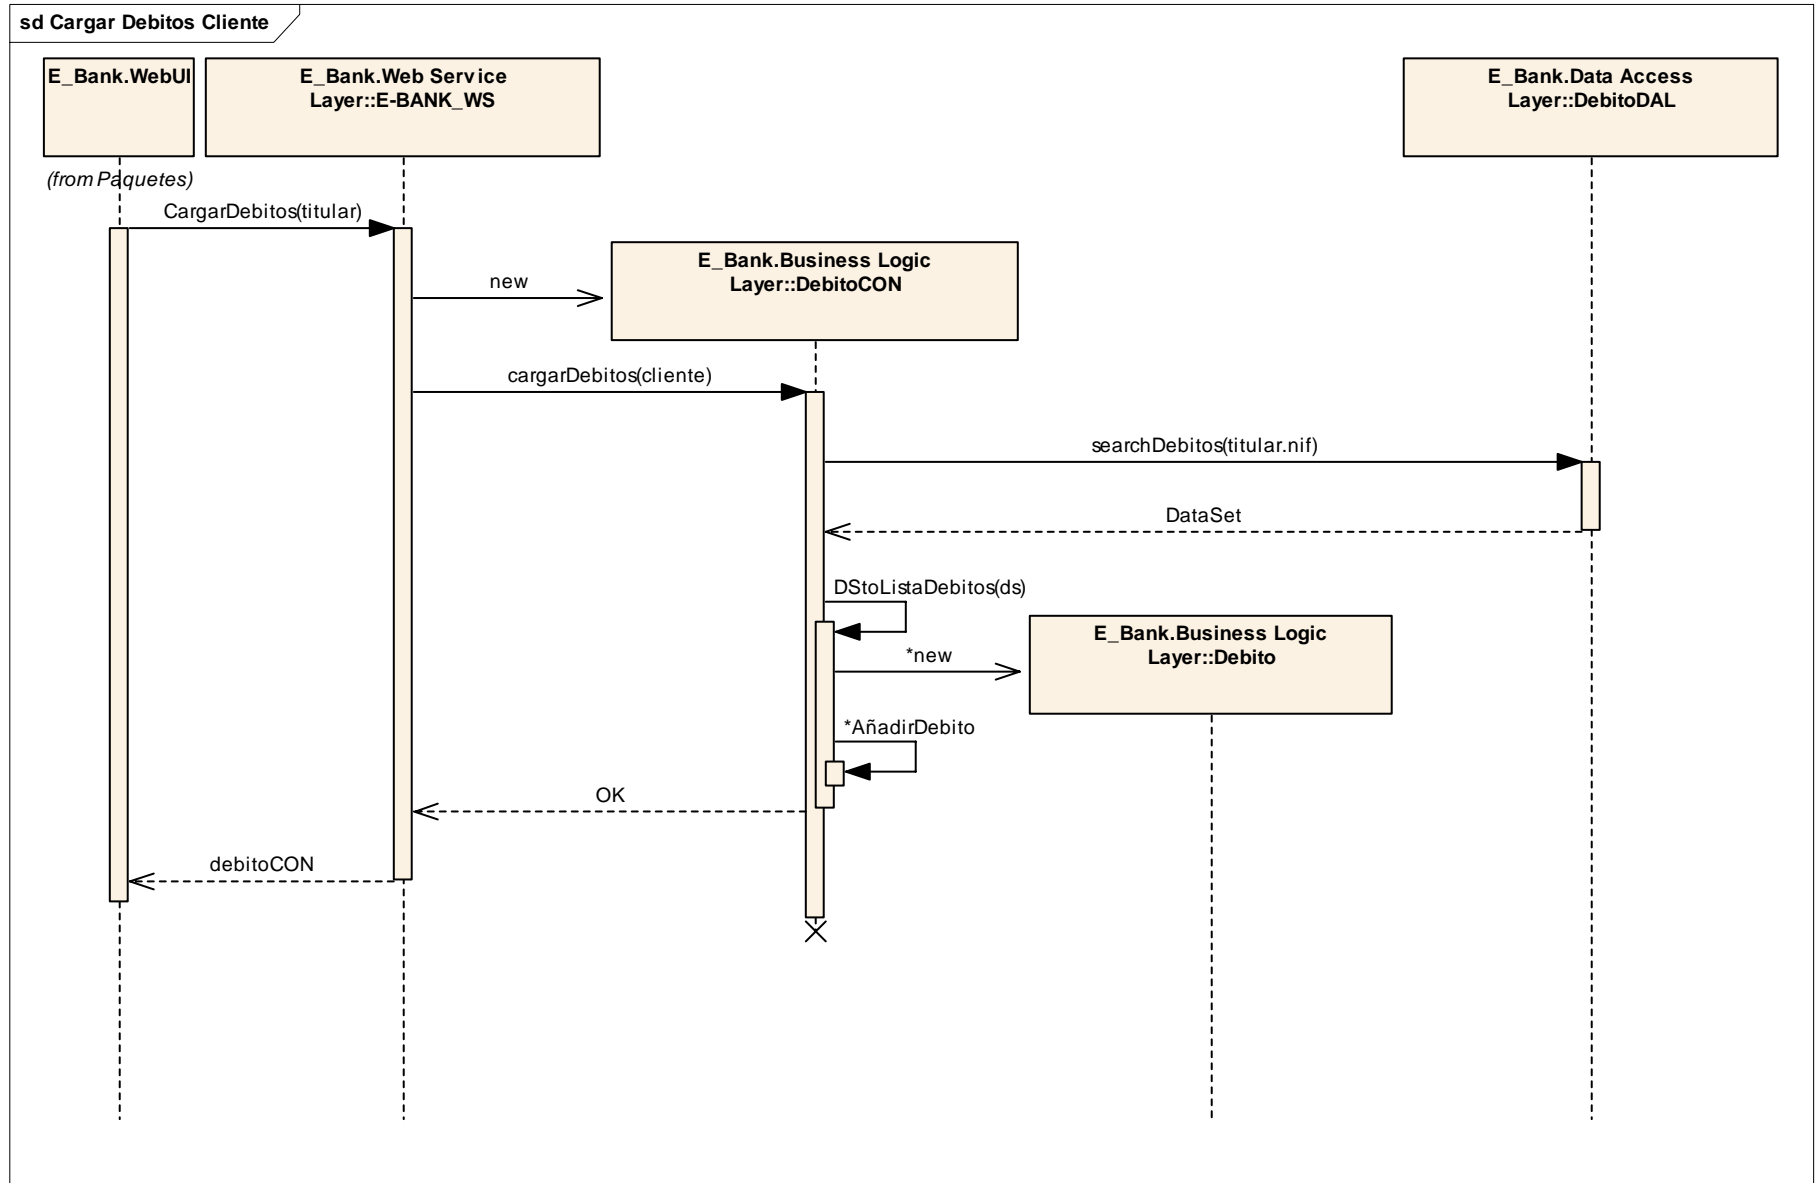 sd Cargar Debitos Cliente
E_Bank.WebUI
E_Bank.Web Service
Layer::E-BANK_WS
E_Bank.Data Access
Layer::DebitoDAL
(from Paquetes)
CargarDebitos(titular)
E_Bank.Business Logic
Layer::DebitoCON
new
cargarDebitos(cliente)
searchDebitos(titular.nif)
DataSet
DStoListaDebitos(ds)
E_Bank.Business Logic
Layer::Debito
*new
*AñadirDebito
OK
debitoCON